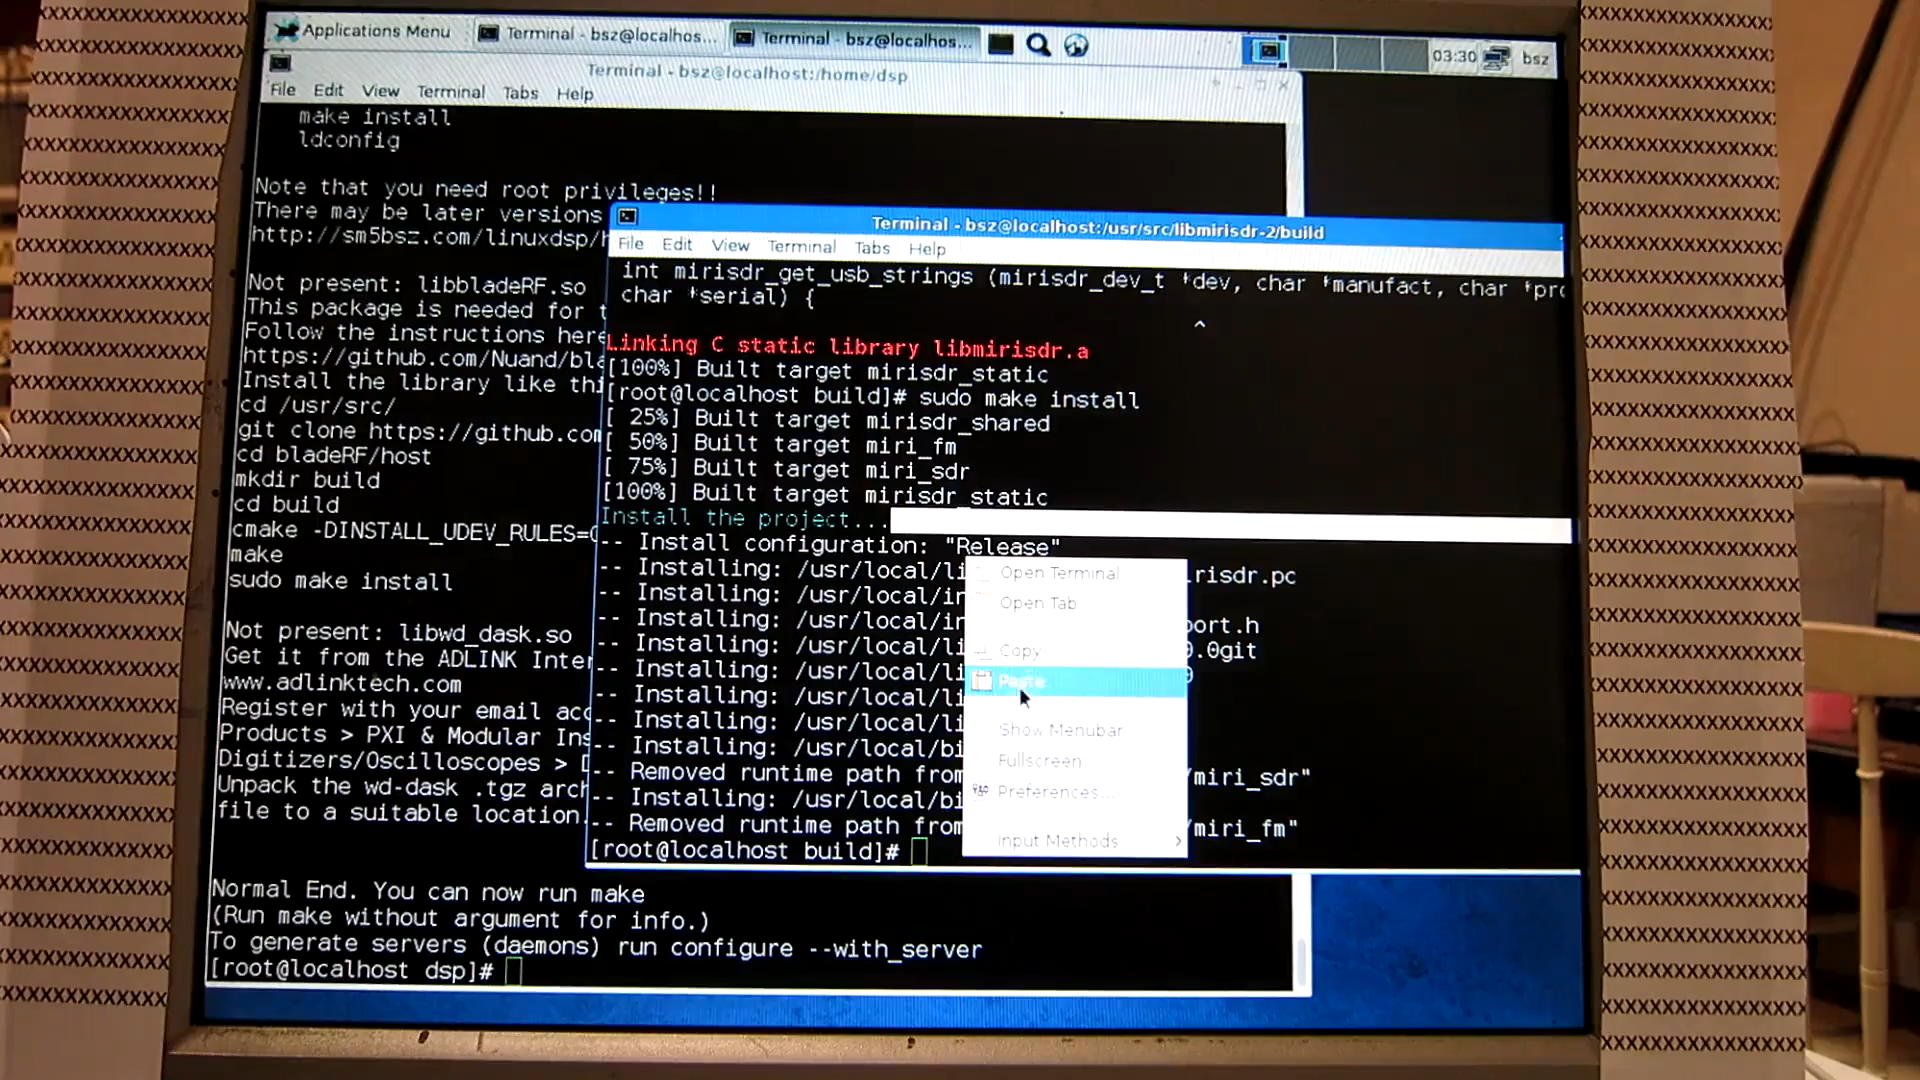 Applications Menu
Terminal - bsz@localhos...
Terminal - bsz@localhos...
03:30
bsz
Terminal - bsz@localhost:/home/dsp
File Edit View Terminal Tabs Help
make install
ldconfig
Note that you need root privileges!!
There may be later versions
http://sm5bsz.com/linuxdsp/
Not present: libbladeRF.so
This package is needed for
Follow the instructions here
https://github.com/Nuand/bla
Install the library like thi
cd /usr/src/
git clone https://github.com
cd bladeRF/host
mkdir build
cd build
cmake -DINSTALL_UDEV_RULES=
make
sudo make install
Not present: libwd_dask.so
Get it from the ADLINK Inter
www.adlinktech.com
Register with your email acc
Products > PXI & Modular Ins
Digitizers/Oscilloscopes >
Unpack the wd-dask .tgz arch
file to a suitable location.
Normal End. You can now run make
(Run make without argument for info.)
To generate servers (daemons) run configure --with_server
[root@localhost dsp]#
Terminal - bsz@localhost:/usr/src/libmirisdr-2/build
File Edit View Terminal Tabs Help
int mirisdr_get_usb_strings (mirisdr_dev_t *dev, char *manufact, char *pro
char *serial) {
^
Linking C static library libmirisdr.a
[100%] Built target mirisdr_static
[root@localhost build]# sudo make install
[ 25%] Built target mirisdr_shared
[ 50%] Built target miri_fm
[ 75%] Built target miri_sdr
[100%] Built target mirisdr_static
Install the project...
-- Install configuration: "Release"
-- Installing: /usr/local/li risdr.pc
-- Installing: /usr/local/in
-- Installing: /usr/local/in port.h
-- Installing: /usr/local/li 0.0git
-- Installing: /usr/local/li 0
-- Installing: /usr/local/li
-- Installing: /usr/local/li
-- Installing: /usr/local/bi
-- Removed runtime path from /miri_sdr"
-- Installing: /usr/local/bi
-- Removed runtime path from /miri_fm"
[root@localhost build]#
Open Terminal
Open Tab
Copy
Paste
Show Menubar
Fullscreen
Preferences...
Input Methods